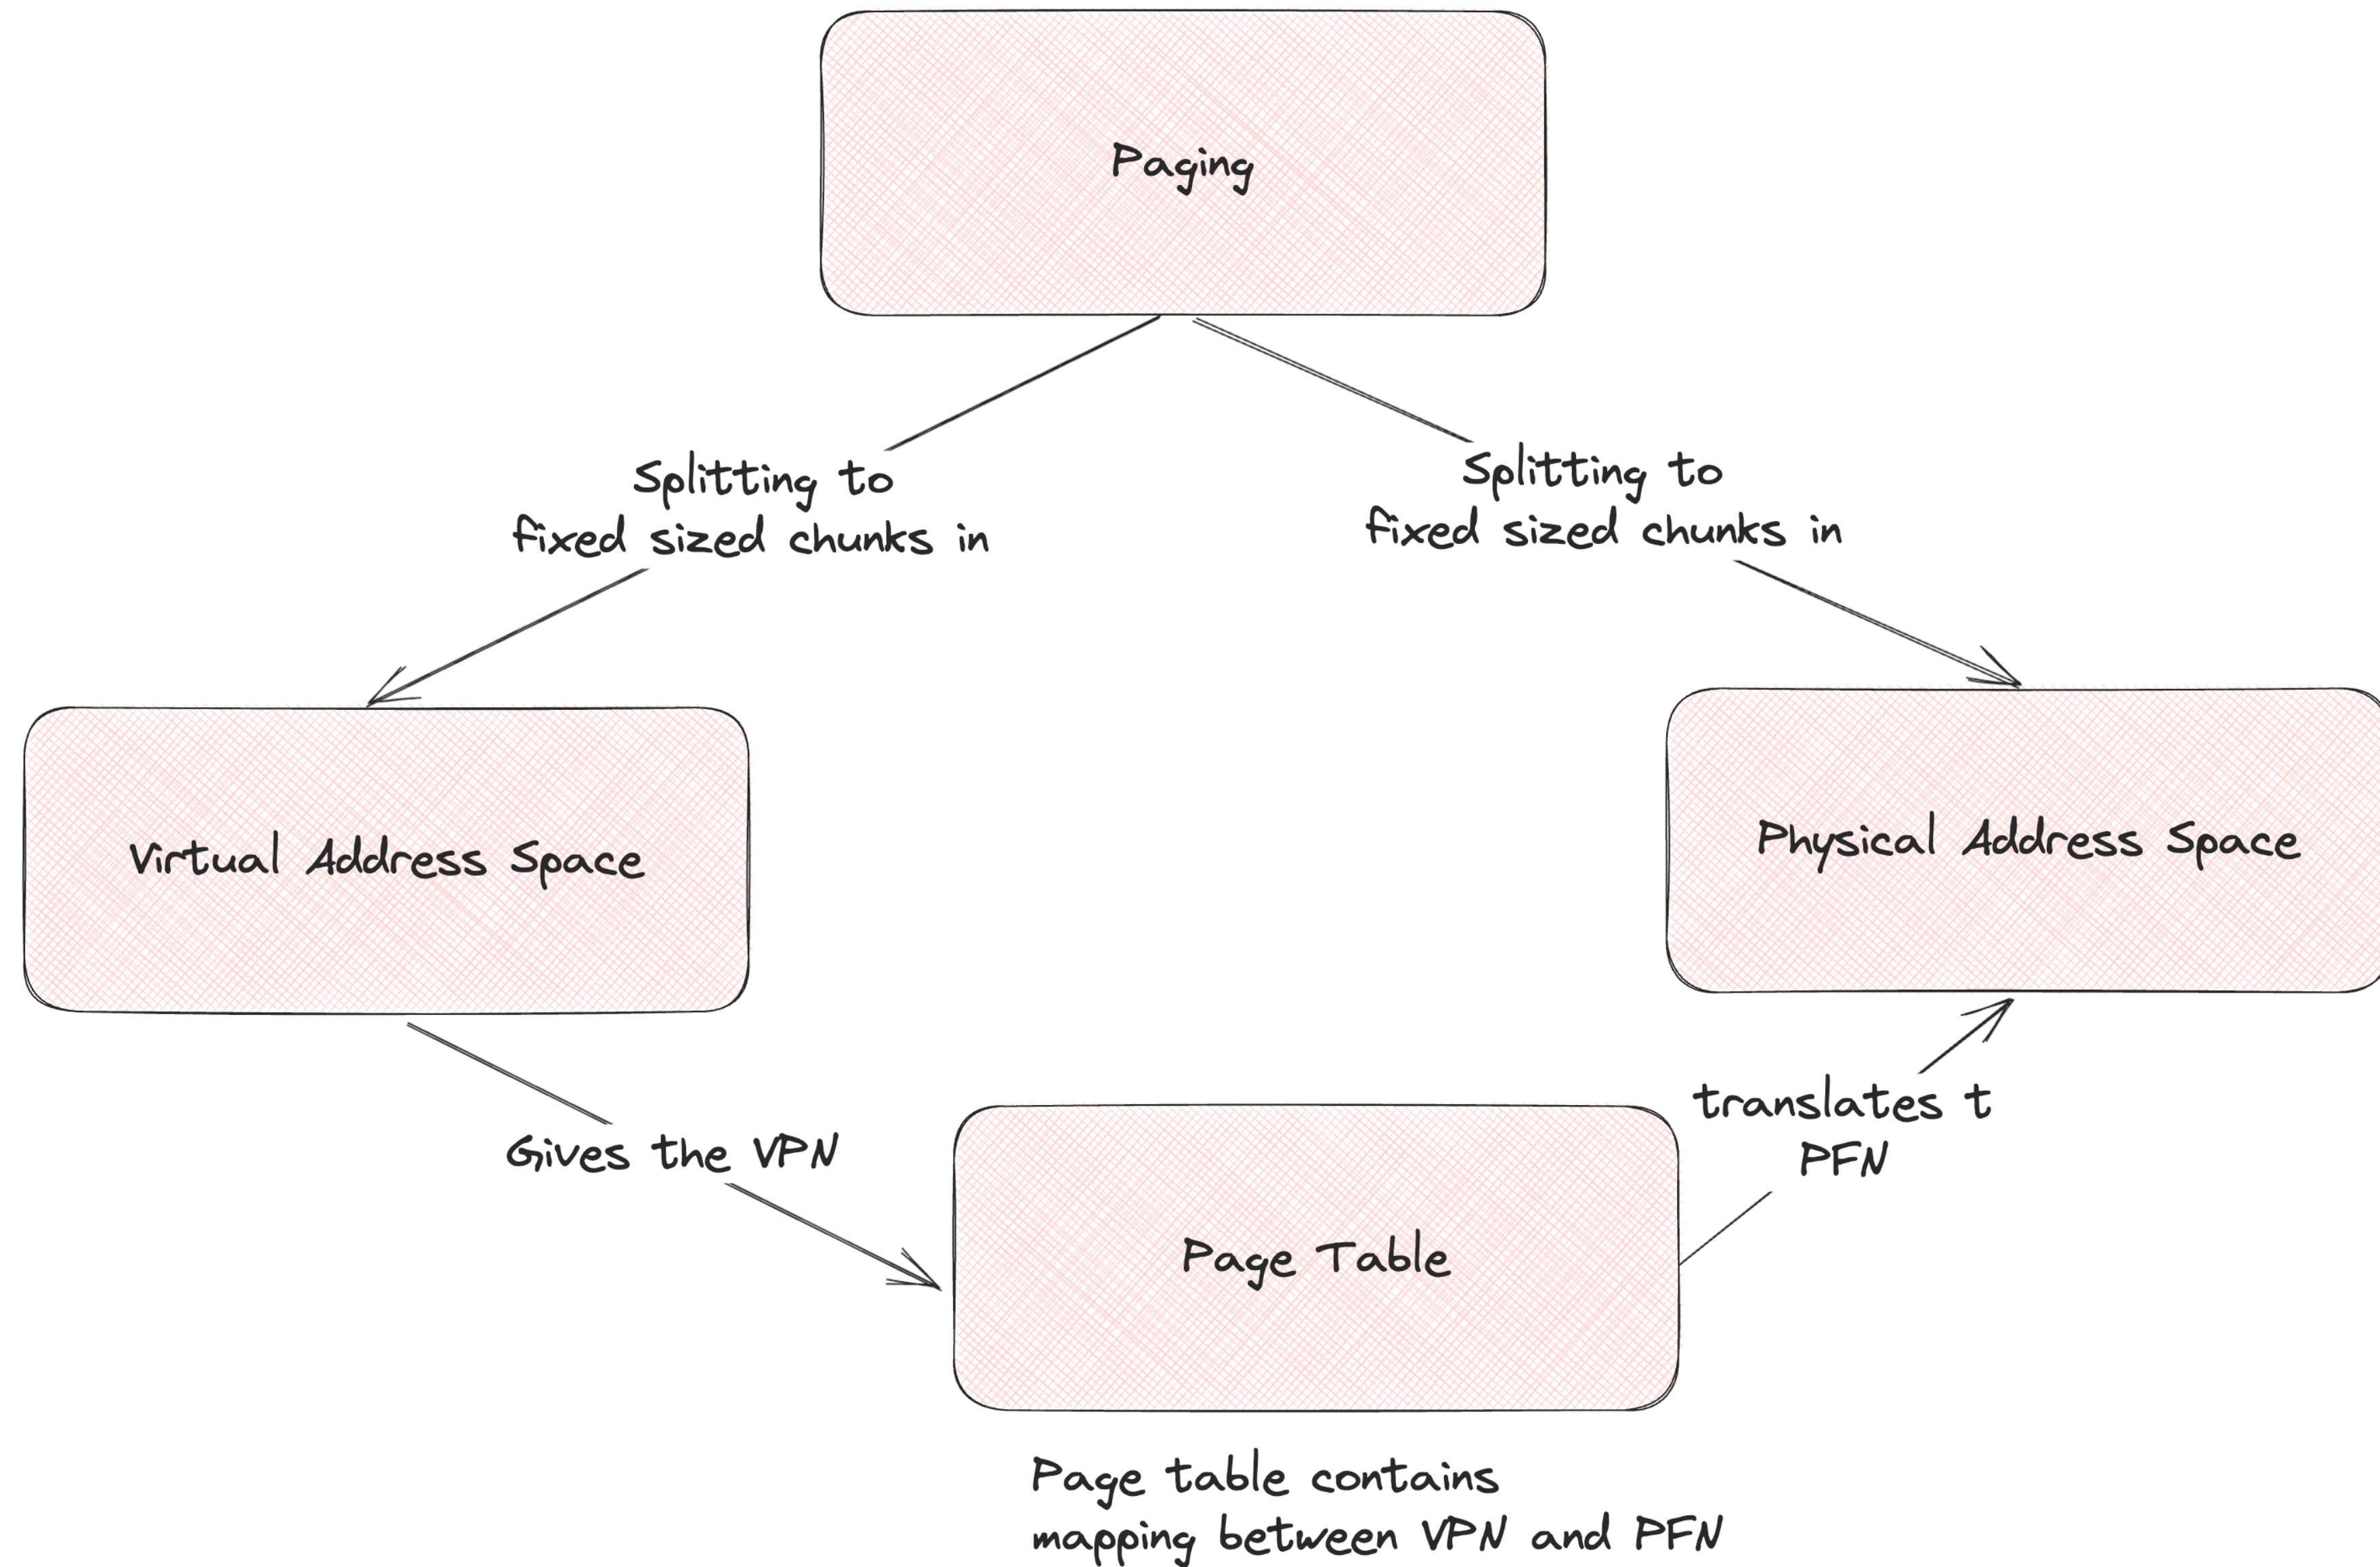 Paging
Splitting to
fixed sized chunks in
Splitting to
fixed sized chunks in
Virtual Address Space
Physical Address Space
Gives the VPN
translates t
PFN
Page Table
Page table contains
mapping between VPN and PFN